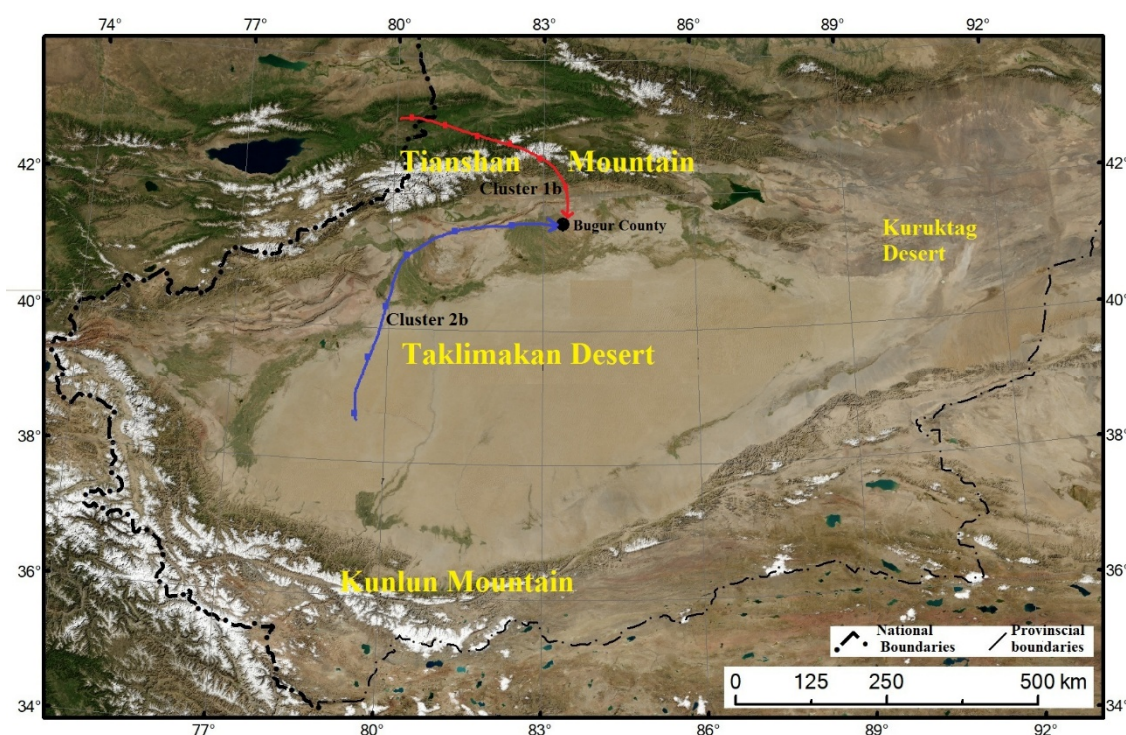 74° 77° 80° 83° 86° 89° 92°
42° 42°
Tianshan Mountain
Cluster 1b
Bugur County
Kuruktag
Desert
40° 40°
Cluster 2b
Taklimakan Desert
38° 38°
36° 36°
Kunlun Mountain
National
Boundaries
Provinscial
boundaries
0 125 250 500 km
34° 34°
77° 80° 83° 86° 89° 92°